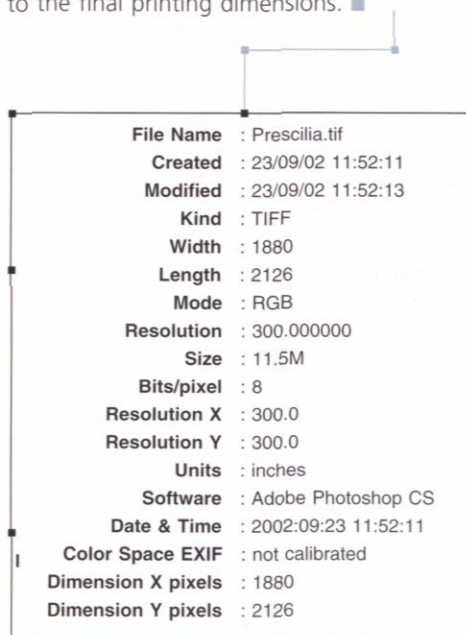 to the final printing dimensions.
File Name : Prescilia.tif
Created : 23/09/02 11:52:11
Modified : 23/09/02 11:52:13
Kind : TIFF
Width : 1880
Length : 2126
Mode : RGB
Resolution : 300.000000
Size : 11.5M
Bits/pixel : 8
Resolution X : 300.0
Resolution Y : 300.0
Units : inches
Software : Adobe Photoshop CS
Date & Time : 2002:09:23 11:52:11
Color Space EXIF : not calibrated
Dimension X pixels : 1880
Dimension Y pixels : 2126